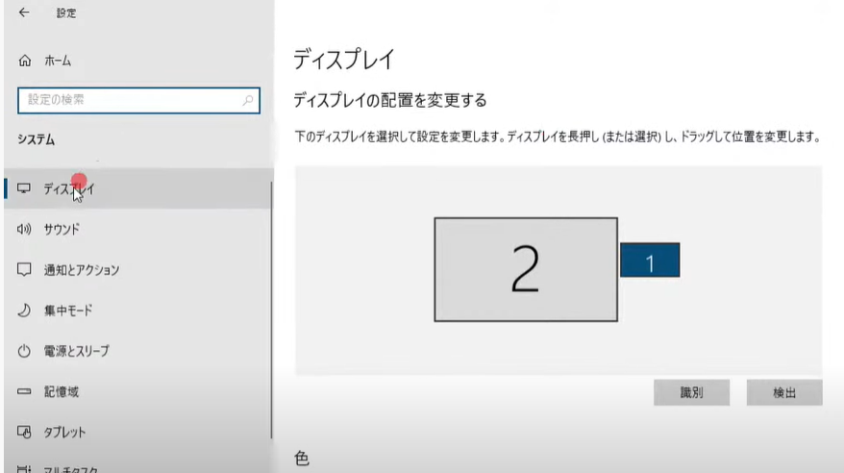 設定
ホーム
設定の検索
システム
ディスプレイ
サウンド
通知とアクション
集中モード
電源とスリープ
記憶域
タブレット
マルチタスク
ディスプレイ
ディスプレイの配置を変更する
下のディスプレイを選択して設定を変更します。ディスプレイを長押し (または選択) し、ドラッグして位置を変更します。
2
1
識別
検出
色